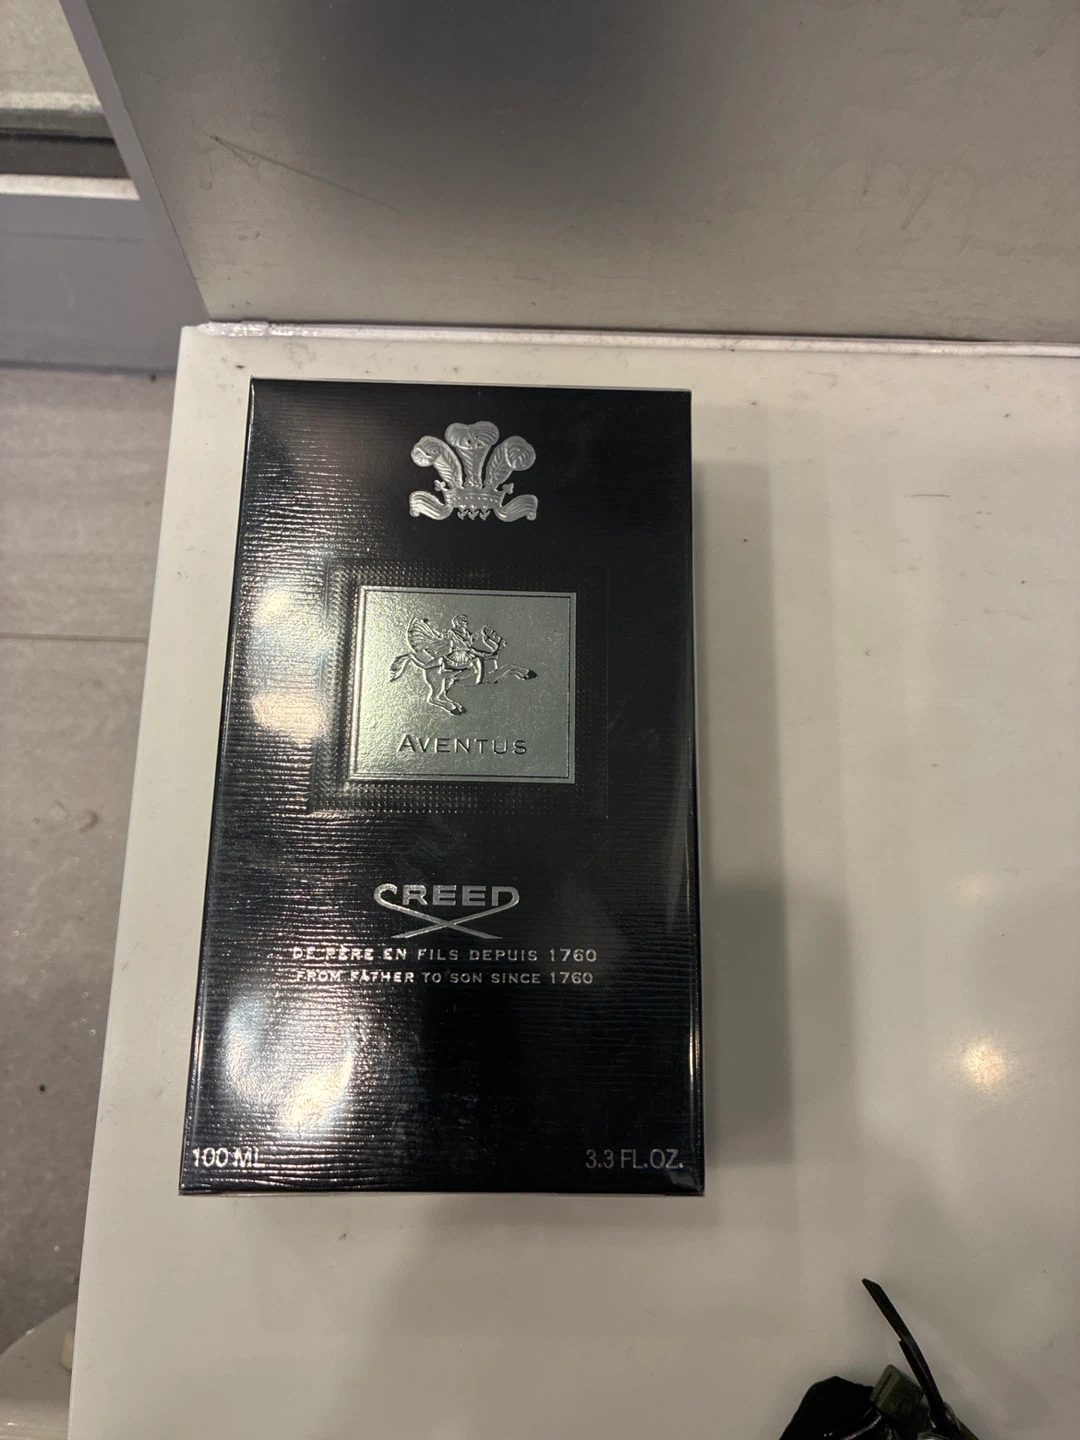 AVENTUS
CREED
DE PÈRE EN FILS DEPUIS 1760
FROM FATHER TO SON SINCE 1760
100 ML
3.3 FL.OZ.